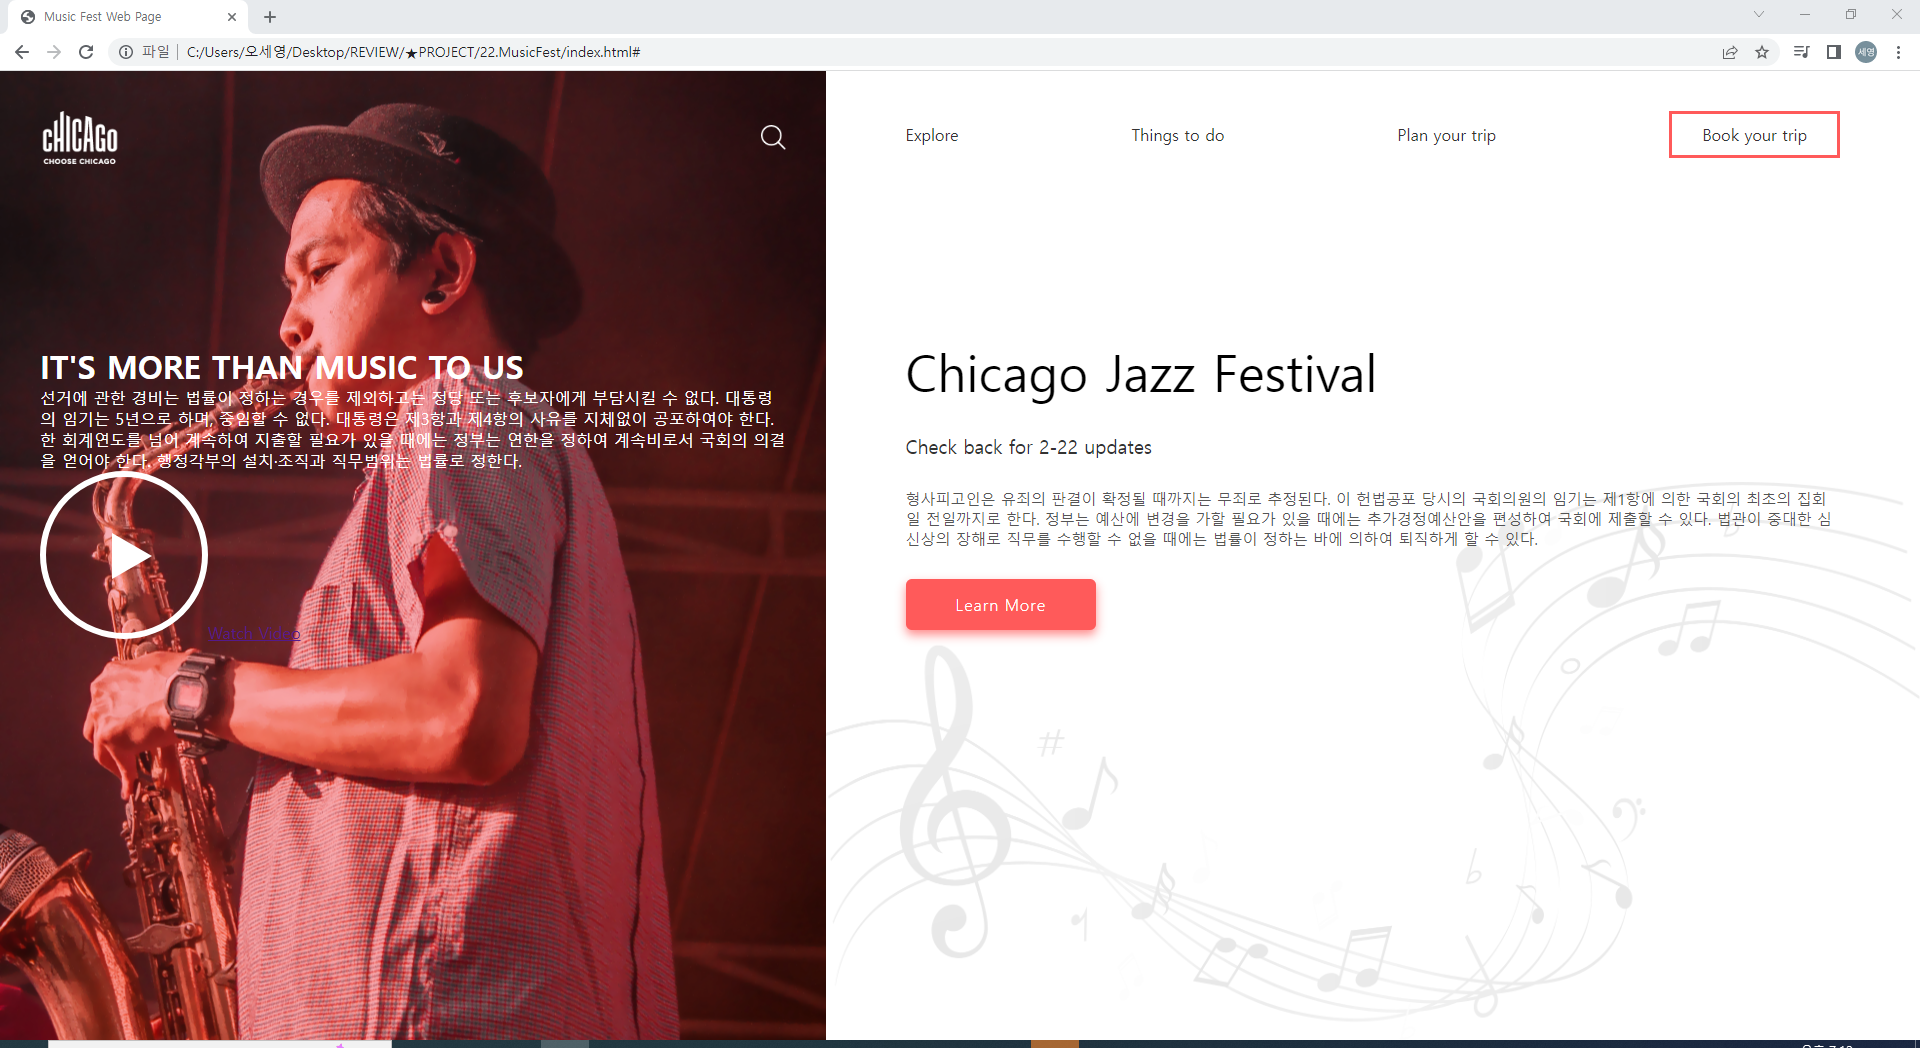 Music Fest Web Page
파일
C:/Users/오세영/Desktop/REVIEW/★PROJECT/22.MusicFest/index.html#
세영
CHICAGO
CHOOSE CHICAGO
Explore
Things to do
Plan your trip
Book your trip
IT'S MORE THAN MUSIC TO US
선거에 관한 경비는 법률이 정하는 경우를 제외하고는 정당 또는 후보자에게 부담시킬 수 없다. 대통령
의 임기는 5년으로 하며, 중임할 수 없다. 대통령은 제3항과 제4항의 사유를 지체없이 공포하여야 한다.
한 회계연도를 넘어 계속하여 지출할 필요가 있을 때에는 정부는 연한을 정하여 계속비로서 국회의 의결
을 얻어야 한다. 행정각부의 설치·조직과 직무범위는 법률로 정한다.
Watch Video
Chicago Jazz Festival
Check back for 2-22 updates
형사피고인은 유죄의 판결이 확정될 때까지는 무죄로 추정된다. 이 헌법공포 당시의 국회의원의 임기는 제1항에 의한 국회의 최초의 집회
일 전일까지로 한다. 정부는 예산에 변경을 가할 필요가 있을 때에는 추가경정예산안을 편성하여 국회에 제출할 수 있다. 법관이 중대한 심
신상의 장해로 직무를 수행할 수 없을 때에는 법률이 정하는 바에 의하여 퇴직하게 할 수 있다.
Learn More